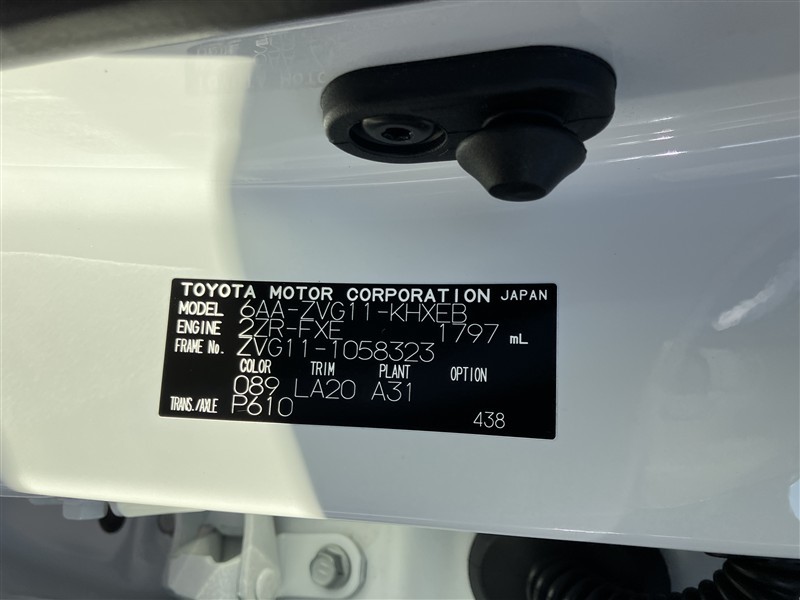 TOYOTA MOTOR CORPORATION JAPAN
MODEL 6AA-ZVG11-KHXEB
ENGINE 2ZR-FXE 1797 mL
FRAME No. ZVG11-1058323
COLOR TRIM PLANT OPTION
089 LA20 A31
TRANS./AXLE P610 438